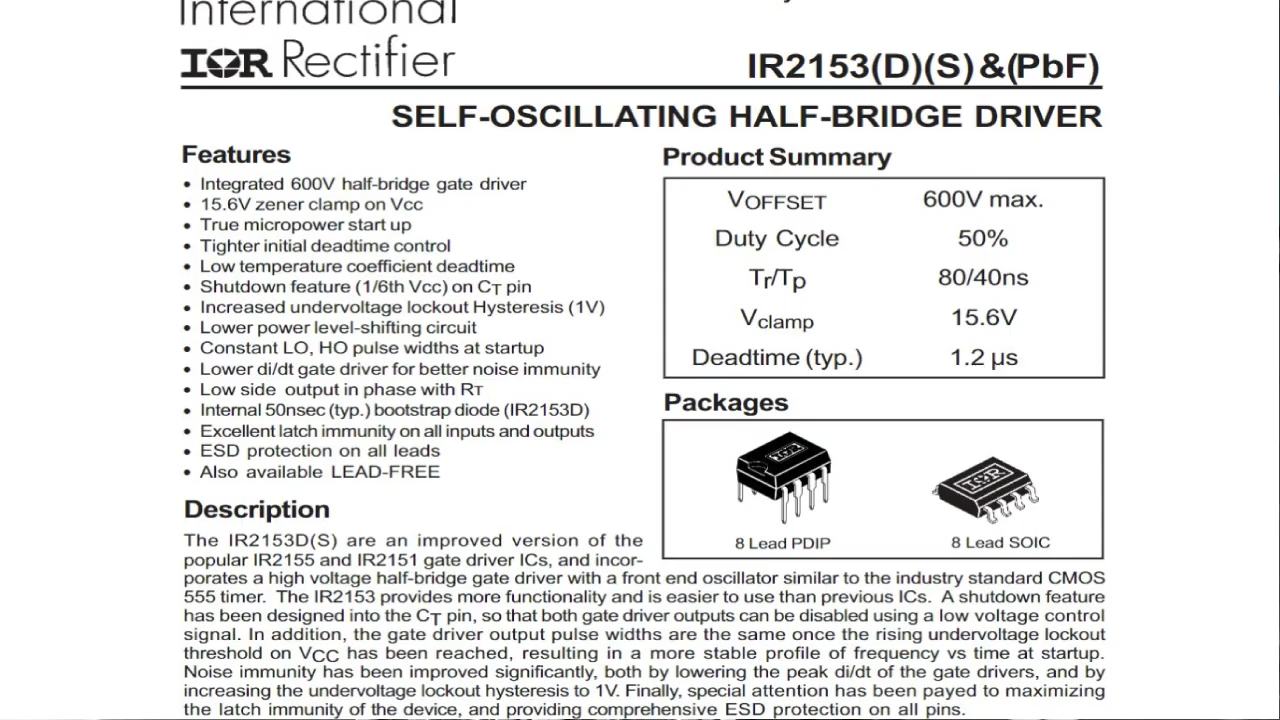 International
IOR Rectifier
IR2153(D)(S)&(PbF)
SELF-OSCILLATING HALF-BRIDGE DRIVER
Features
• Integrated 600V half-bridge gate driver
• 15.6V zener clamp on Vcc
• True micropower start up
• Tighter initial deadtime control
• Low temperature coefficient deadtime
• Shutdown feature (1/6th Vcc) on CT pin
• Increased undervoltage lockout Hysteresis (1V)
• Lower power level-shifting circuit
• Constant LO, HO pulse widths at startup
• Lower di/dt gate driver for better noise immunity
• Low side output in phase with RT
• Internal 50nsec (typ.) bootstrap diode (IR2153D)
• Excellent latch immunity on all inputs and outputs
• ESD protection on all leads
• Also available LEAD-FREE
Product Summary
VOFFSET 600V max.
Duty Cycle 50%
Tr/Tp 80/40ns
Vclamp 15.6V
Deadtime (typ.) 1.2 µs
Packages
IOR
IOR
8 Lead PDIP
8 Lead SOIC
Description
The IR2153D(S) are an improved version of the
popular IR2155 and IR2151 gate driver ICs, and incor-
porates a high voltage half-bridge gate driver with a front end oscillator similar to the industry standard CMOS
555 timer. The IR2153 provides more functionality and is easier to use than previous ICs. A shutdown feature
has been designed into the CT pin, so that both gate driver outputs can be disabled using a low voltage control
signal. In addition, the gate driver output pulse widths are the same once the rising undervoltage lockout
threshold on VCC has been reached, resulting in a more stable profile of frequency vs time at startup.
Noise immunity has been improved significantly, both by lowering the peak di/dt of the gate drivers, and by
increasing the undervoltage lockout hysteresis to 1V. Finally, special attention has been payed to maximizing
the latch immunity of the device, and providing comprehensive ESD protection on all pins.